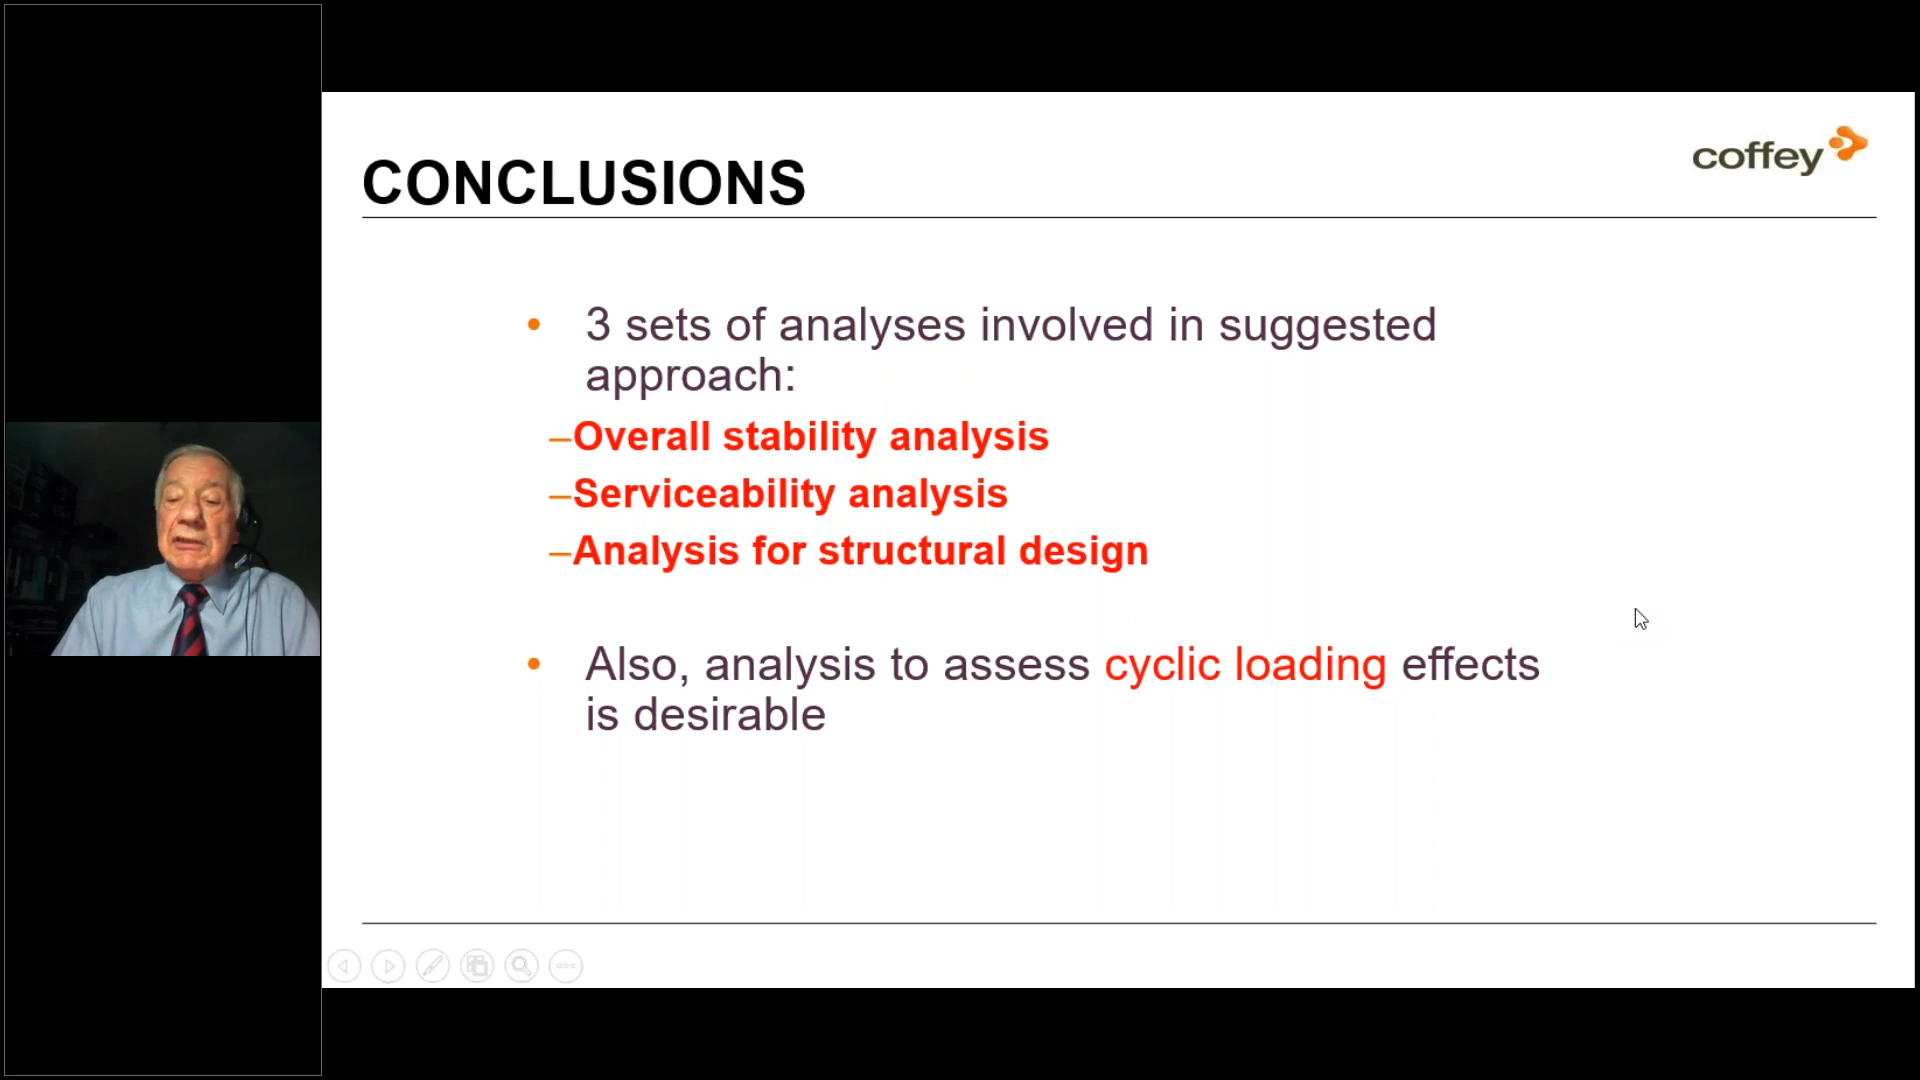 CONCLUSIONS
coffey
• 3 sets of analyses involved in suggested
approach:
–Overall stability analysis
–Serviceability analysis
–Analysis for structural design
• Also, analysis to assess cyclic loading effects
is desirable